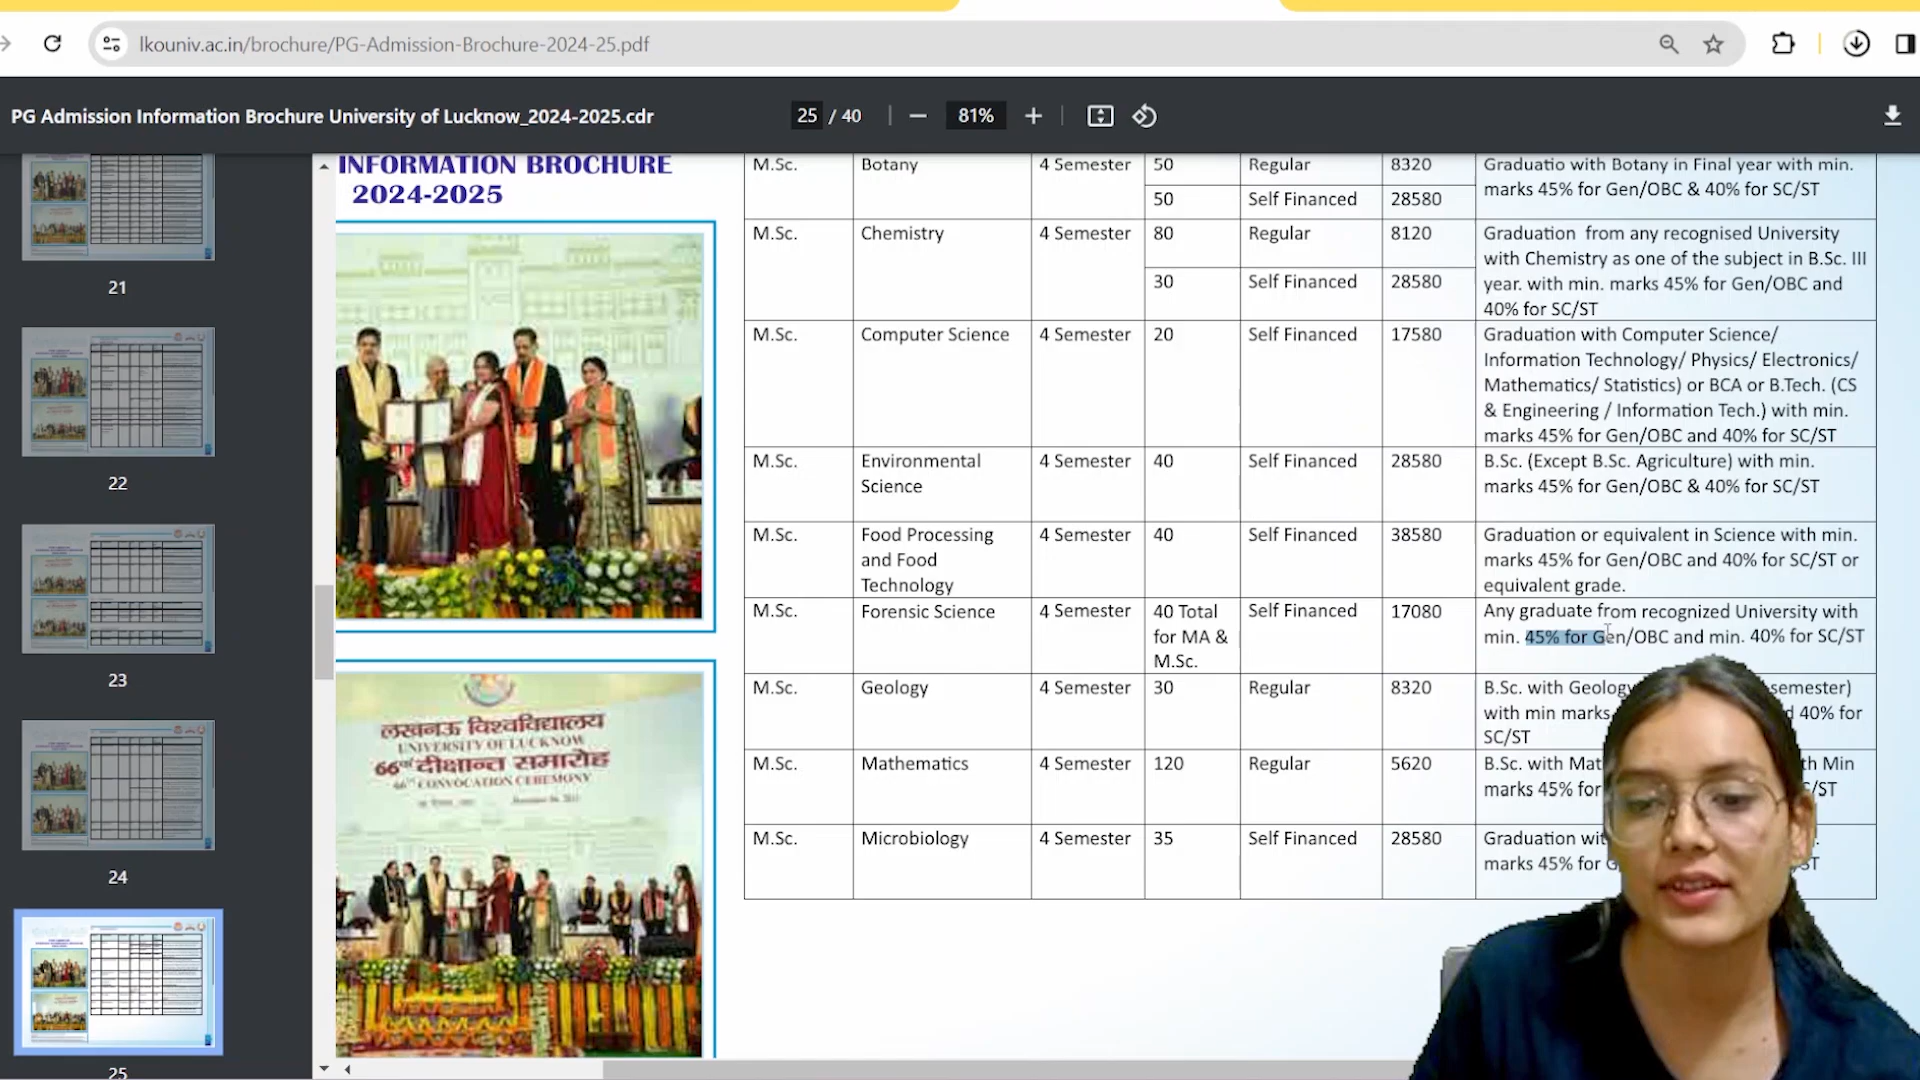 lkouniv.ac.in/brochure/PG-Admission-Brochure-2024-25.pdf
PG Admission Information Brochure University of Lucknow_2024-2025.cdr
25 / 40
81%
21
22
23
24
25
INFORMATION BROCHURE
2024-2025
लखनऊ विश्वविद्यालय
UNIVERSITY OF LUCKNOW
66वाँ दीक्षान्त समारोह
66TH CONVOCATION CEREMONY
M.Sc. Botany 4 Semester 50 Regular 8320 Graduatio with Botany in Final year with min.
marks 45% for Gen/OBC & 40% for SC/ST
50 Self Financed 28580
M.Sc. Chemistry 4 Semester 80 Regular 8120 Graduation from any recognised University
with Chemistry as one of the subject in B.Sc. III
30 Self Financed 28580 year. with min. marks 45% for Gen/OBC and
40% for SC/ST
M.Sc. Computer Science 4 Semester 20 Self Financed 17580 Graduation with Computer Science/
Information Technology/ Physics/ Electronics/
Mathematics/ Statistics) or BCA or B.Tech. (CS
& Engineering / Information Tech.) with min.
marks 45% for Gen/OBC and 40% for SC/ST
M.Sc. Environmental 4 Semester 40 Self Financed 28580 B.Sc. (Except B.Sc. Agriculture) with min.
Science marks 45% for Gen/OBC & 40% for SC/ST
M.Sc. Food Processing 4 Semester 40 Self Financed 38580 Graduation or equivalent in Science with min.
and Food marks 45% for Gen/OBC and 40% for SC/ST or
Technology equivalent grade.
M.Sc. Forensic Science 4 Semester 40 Total Self Financed 17080 Any graduate from recognized University with
for MA & min. 45% for Gen/OBC and min. 40% for SC/ST
M.Sc.
M.Sc. Geology 4 Semester 30 Regular 8320 B.Sc. with Geology semester)
with min marks 40% for
SC/ST
M.Sc. Mathematics 4 Semester 120 Regular 5620 B.Sc. with Min
marks 45% for
M.Sc. Microbiology 4 Semester 35 Self Financed 28580 Graduation
marks 45% for